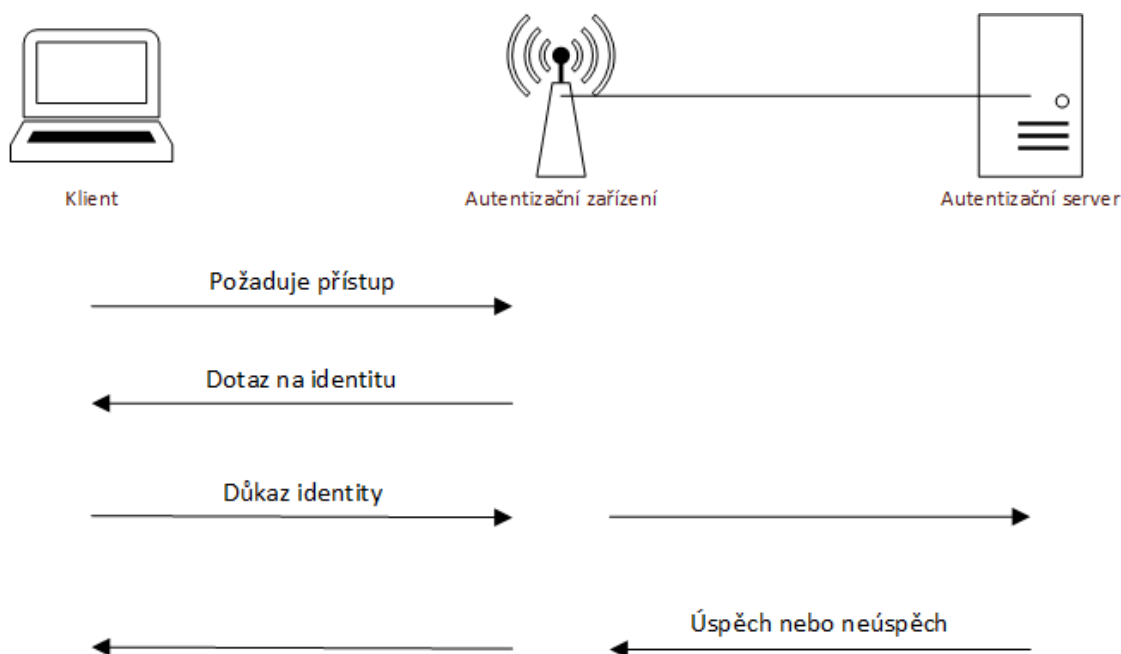 Klient
Autentizační zařízení
Autentizační server
Požaduje přístup
Dotaz na identitu
Důkaz identity
Úspěch nebo neúspěch